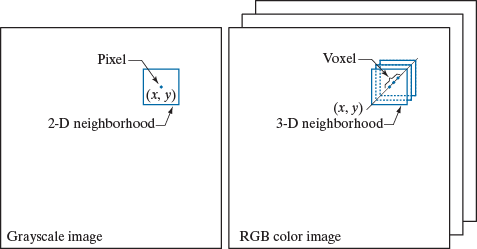 Pixel
(x, y)
2-D neighborhood
Grayscale image
Voxel
(x, y)
3-D neighborhood
RGB color image